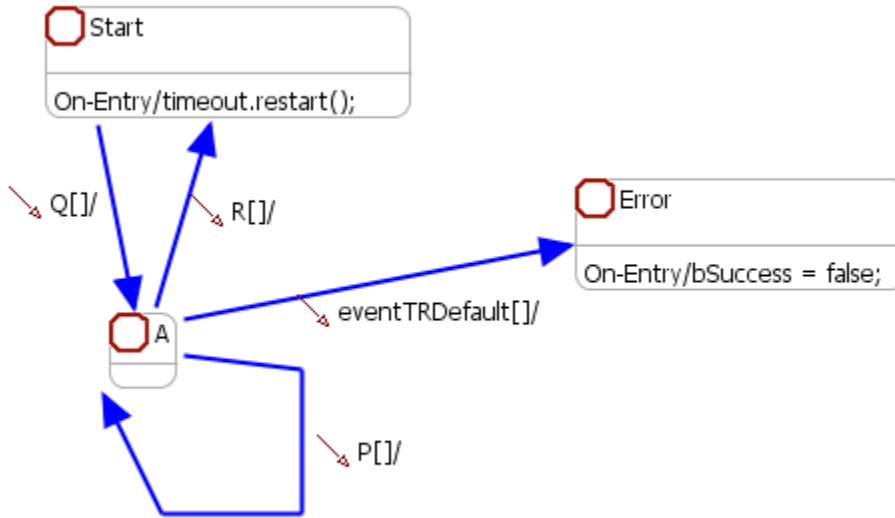 Start
On-Entry/timeout.restart();
Q[]/
R[]/
Error
On-Entry/bSuccess = false;
eventTRDefault[]/
A
P[]/